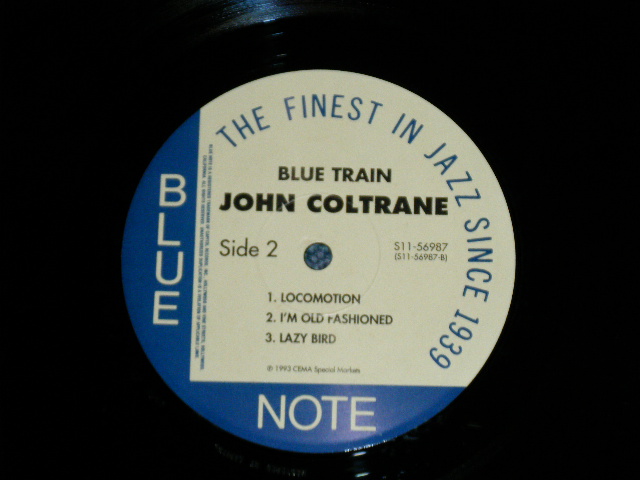 THE FINEST IN JAZZ SINCE 1939
BLUE
NOTE
BLUE TRAIN
JOHN COLTRANE
Side 2
S11-56987
(S11-56987-B)
1. LOCOMOTION
2. I'M OLD FASHIONED
3. LAZY BIRD
℗ 1993 CEMA Special Markets